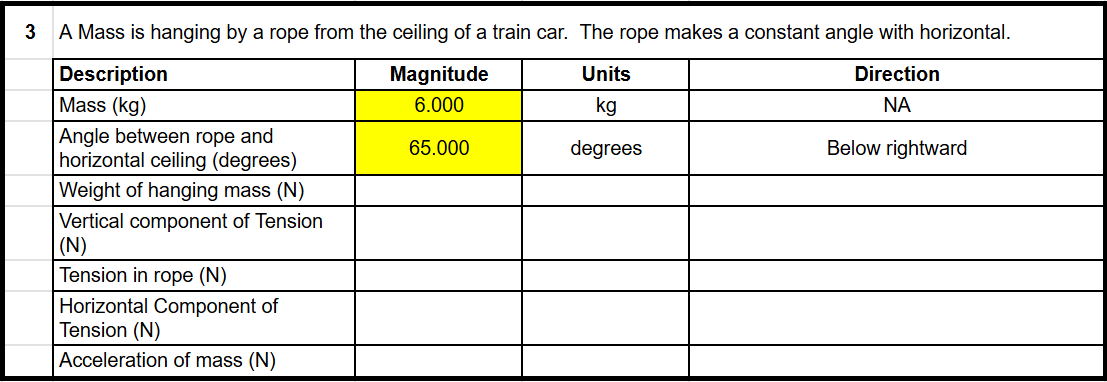 3 A Mass is hanging by a rope from the ceiling of a train car.  The rope makes a constant angle with horizontal.
Description Magnitude Units Direction
Mass (kg) 6.000 kg NA
Angle between rope and
horizontal ceiling (degrees) 65.000 degrees Below rightward
Weight of hanging mass (N)
Vertical component of Tension
(N)
Tension in rope (N)
Horizontal Component of
Tension (N)
Acceleration of mass (N)